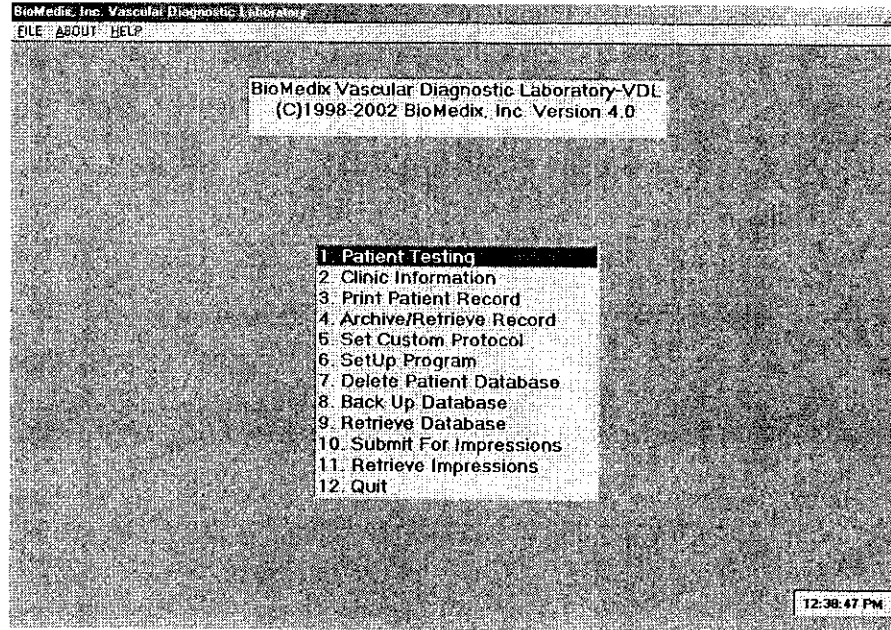 BioMedix, Inc. Vascular Diagnostic Laboratory
FILE ABOUT HELP
BioMedix Vascular Diagnostic Laboratory-VDL
(C)1998-2002 BioMedix, Inc. Version 4.0
1. Patient Testing
2. Clinic Information
3. Print Patient Record
4. Archive/Retrieve Record
5. Set Custom Protocol
6. SetUp Program
7. Delete Patient Database
8. Back Up Database
9. Retrieve Database
10. Submit For Impressions
11. Retrieve Impressions
12. Quit
12:38:47 PM